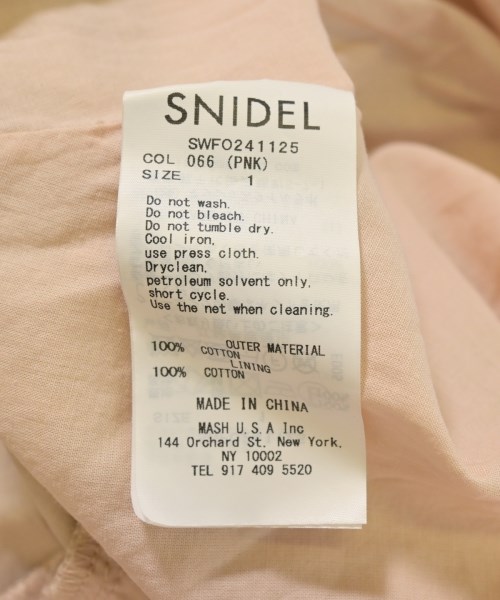 SNIDEL
SWFO241125
COL 066 (PNK)
SIZE 1
Do not wash.
Do not bleach.
Do not tumble dry.
Cool iron,
use press cloth.
Dryclean,
petroleum solvent only,
short cycle.
Use the net when cleaning.
OUTER MATERIAL
100% COTTON
LINING
100% COTTON
MADE IN CHINA
MASH U.S.A Inc
144 Orchard St, New York,
NY 10002
TEL 917 409 5520